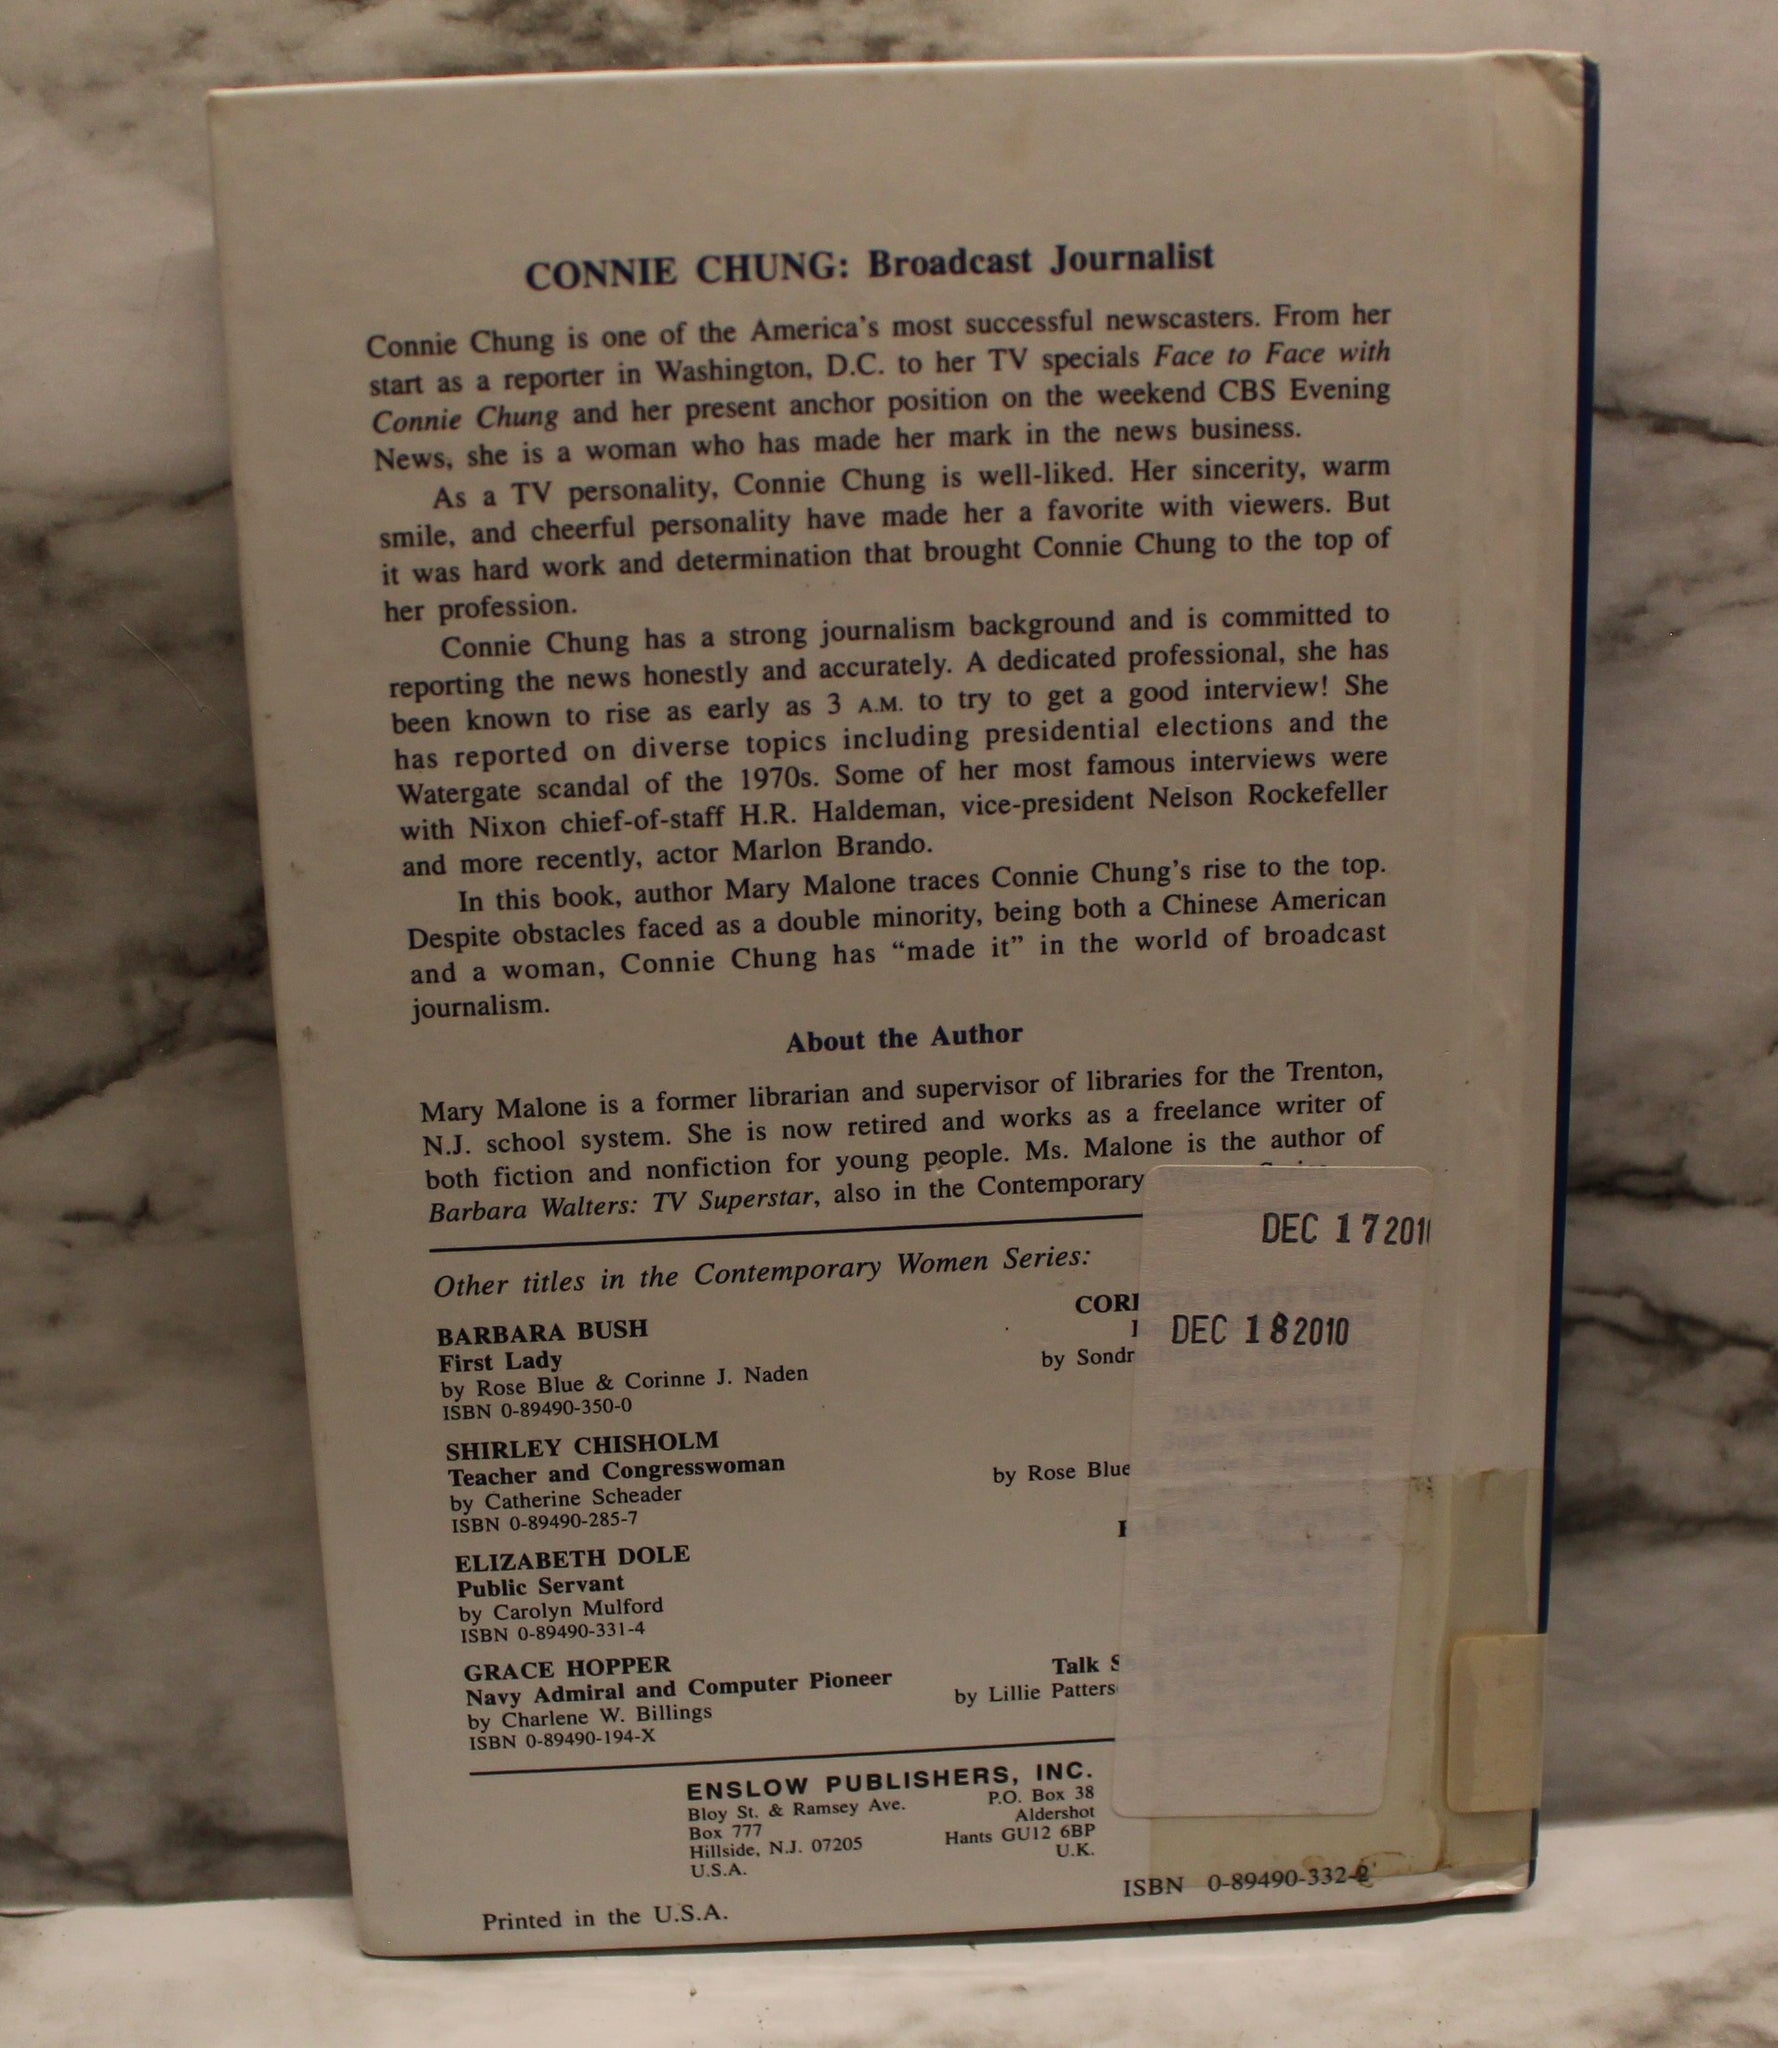 CONNIE CHUNG: Broadcast Journalist
Connie Chung is one of the America's most successful newscasters. From her
start as a reporter in Washington, D.C. to her TV specials Face to Face with
Connie Chung and her present anchor position on the weekend CBS Evening
News, she is a woman who has made her mark in the news business.
As a TV personality, Connie Chung is well-liked. Her sincerity, warm
smile, and cheerful personality have made her a favorite with viewers. But
it was hard work and determination that brought Connie Chung to the top of
her profession.
Connie Chung has a strong journalism background and is committed to
reporting the news honestly and accurately. A dedicated professional, she has
been known to rise as early as 3 A.M. to try to get a good interview! She
has reported on diverse topics including presidential elections and the
Watergate scandal of the 1970s. Some of her most famous interviews were
with Nixon chief-of-staff H.R. Haldeman, vice-president Nelson Rockefeller
and more recently, actor Marlon Brando.
In this book, author Mary Malone traces Connie Chung's rise to the top.
Despite obstacles faced as a double minority, being both a Chinese American
and a woman, Connie Chung has "made it" in the world of broadcast
journalism.
About the Author
Mary Malone is a former librarian and supervisor of libraries for the Trenton,
N.J. school system. She is now retired and works as a freelance writer of
both fiction and nonfiction for young people. Ms. Malone is the author of
Barbara Walters: TV Superstar, also in the Contemporary
DEC 17 201
DEC 18 2010
Other titles in the Contemporary Women Series:
BARBARA BUSH
First Lady
by Rose Blue & Corinne J. Naden
ISBN 0-89490-350-0
SHIRLEY CHISHOLM
Teacher and Congresswoman
by Catherine Scheader
ISBN 0-89490-285-7
ELIZABETH DOLE
Public Servant
by Carolyn Mulford
ISBN 0-89490-331-4
GRACE HOPPER
Navy Admiral and Computer Pioneer
by Charlene W. Billings
ISBN 0-89490-194-X
by Sondr
DIANE SAWYER
by Rose Blue
Talk S
by Lillie Patters
ENSLOW PUBLISHERS, INC.
Bloy St. & Ramsey Ave.
Box 777
Hillside, N.J. 07205
U.S.A.
P.O. Box 38
Aldershot
Hants GU12 6BP
U.K.
Printed in the U.S.A.
ISBN 0-89490-332-2